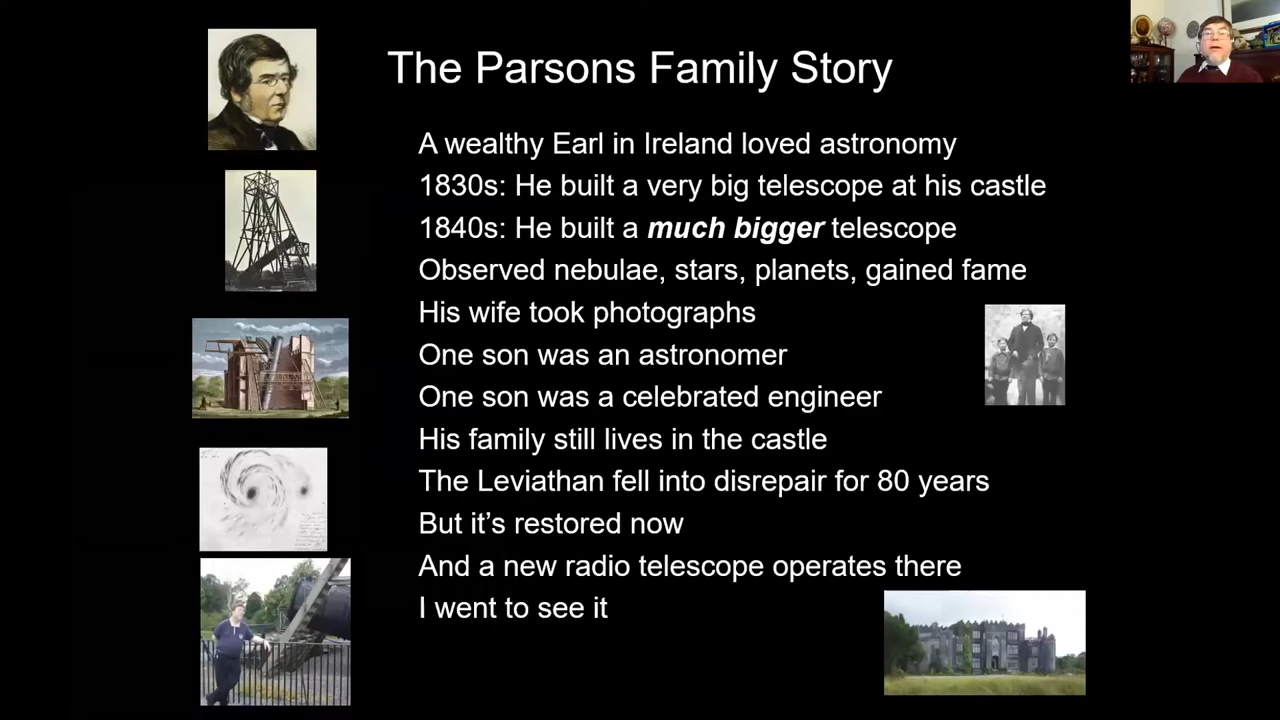 The Parsons Family Story
A wealthy Earl in Ireland loved astronomy
1830s: He built a very big telescope at his castle
1840s: He built a much bigger telescope
Observed nebulae, stars, planets, gained fame
His wife took photographs
One son was an astronomer
One son was a celebrated engineer
His family still lives in the castle
The Leviathan fell into disrepair for 80 years
But it’s restored now
And a new radio telescope operates there
I went to see it